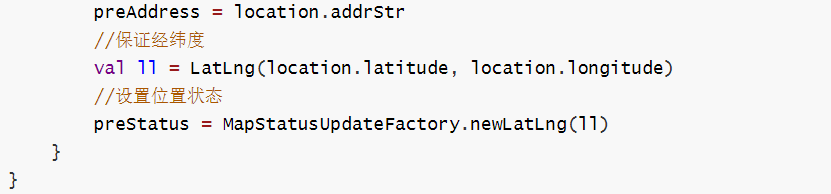 preAddress = location.addrStr
//保证经纬度
val ll = LatLng(location.latitude, location.longitude)
//设置位置状态
preStatus = MapStatusUpdateFactory.newLatLng(ll)
}
}